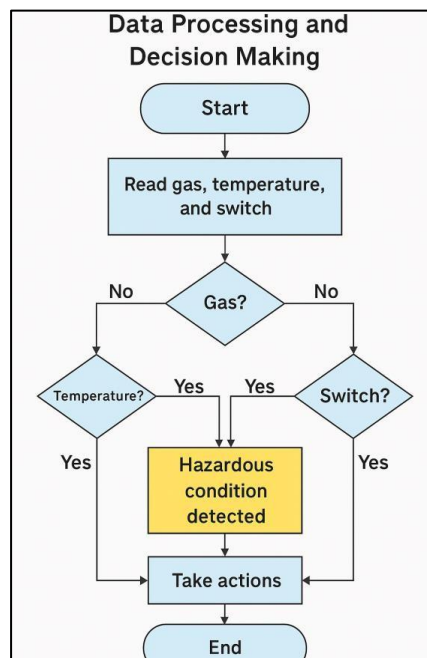 Data Processing and
Decision Making
Start
Read gas, temperature,
and switch
Gas?
No
No
Temperature?
Yes
Yes
Switch?
Yes
Yes
Hazardous
condition
detected
Take actions
End